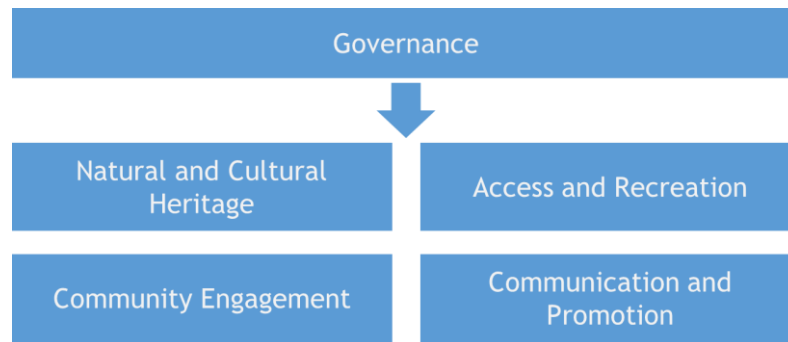 Governance
Natural and Cultural
Heritage
Access and Recreation
Community Engagement
Communication and
Promotion